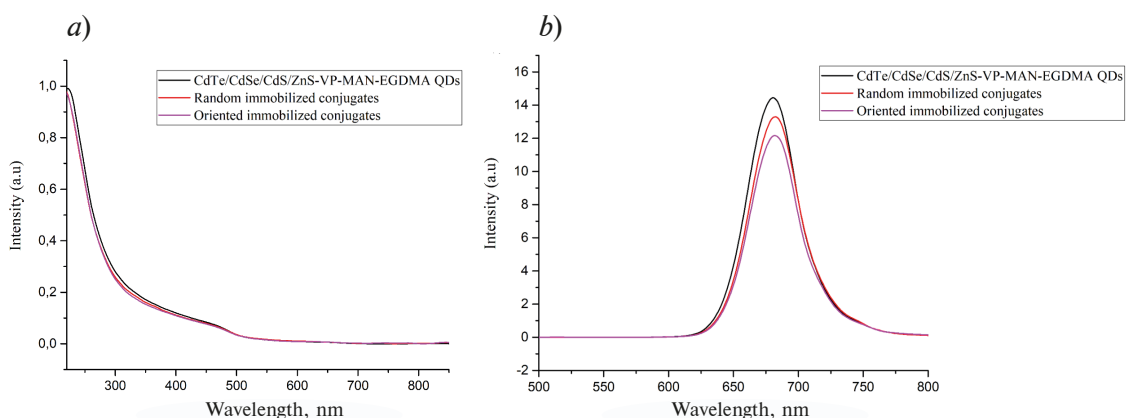 a)
CdTe/CdSe/CdS/ZnS-VP-MAN-EGDMA QDs
Random immobilized conjugates
Oriented immobilized conjugates
1,0
0,8
0,6
0,4
0,2
0,0
Intensity (a.u)
300 400 500 600 700 800
Wavelength, nm
b)
CdTe/CdSe/CdS/ZnS-VP-MAN-EGDMA QDs
Random immobilized conjugates
Oriented immobilized conjugates
16
14
12
10
8
6
4
2
0
-2
Intensity (a.u)
500 550 600 650 700 750 800
Wavelength, nm